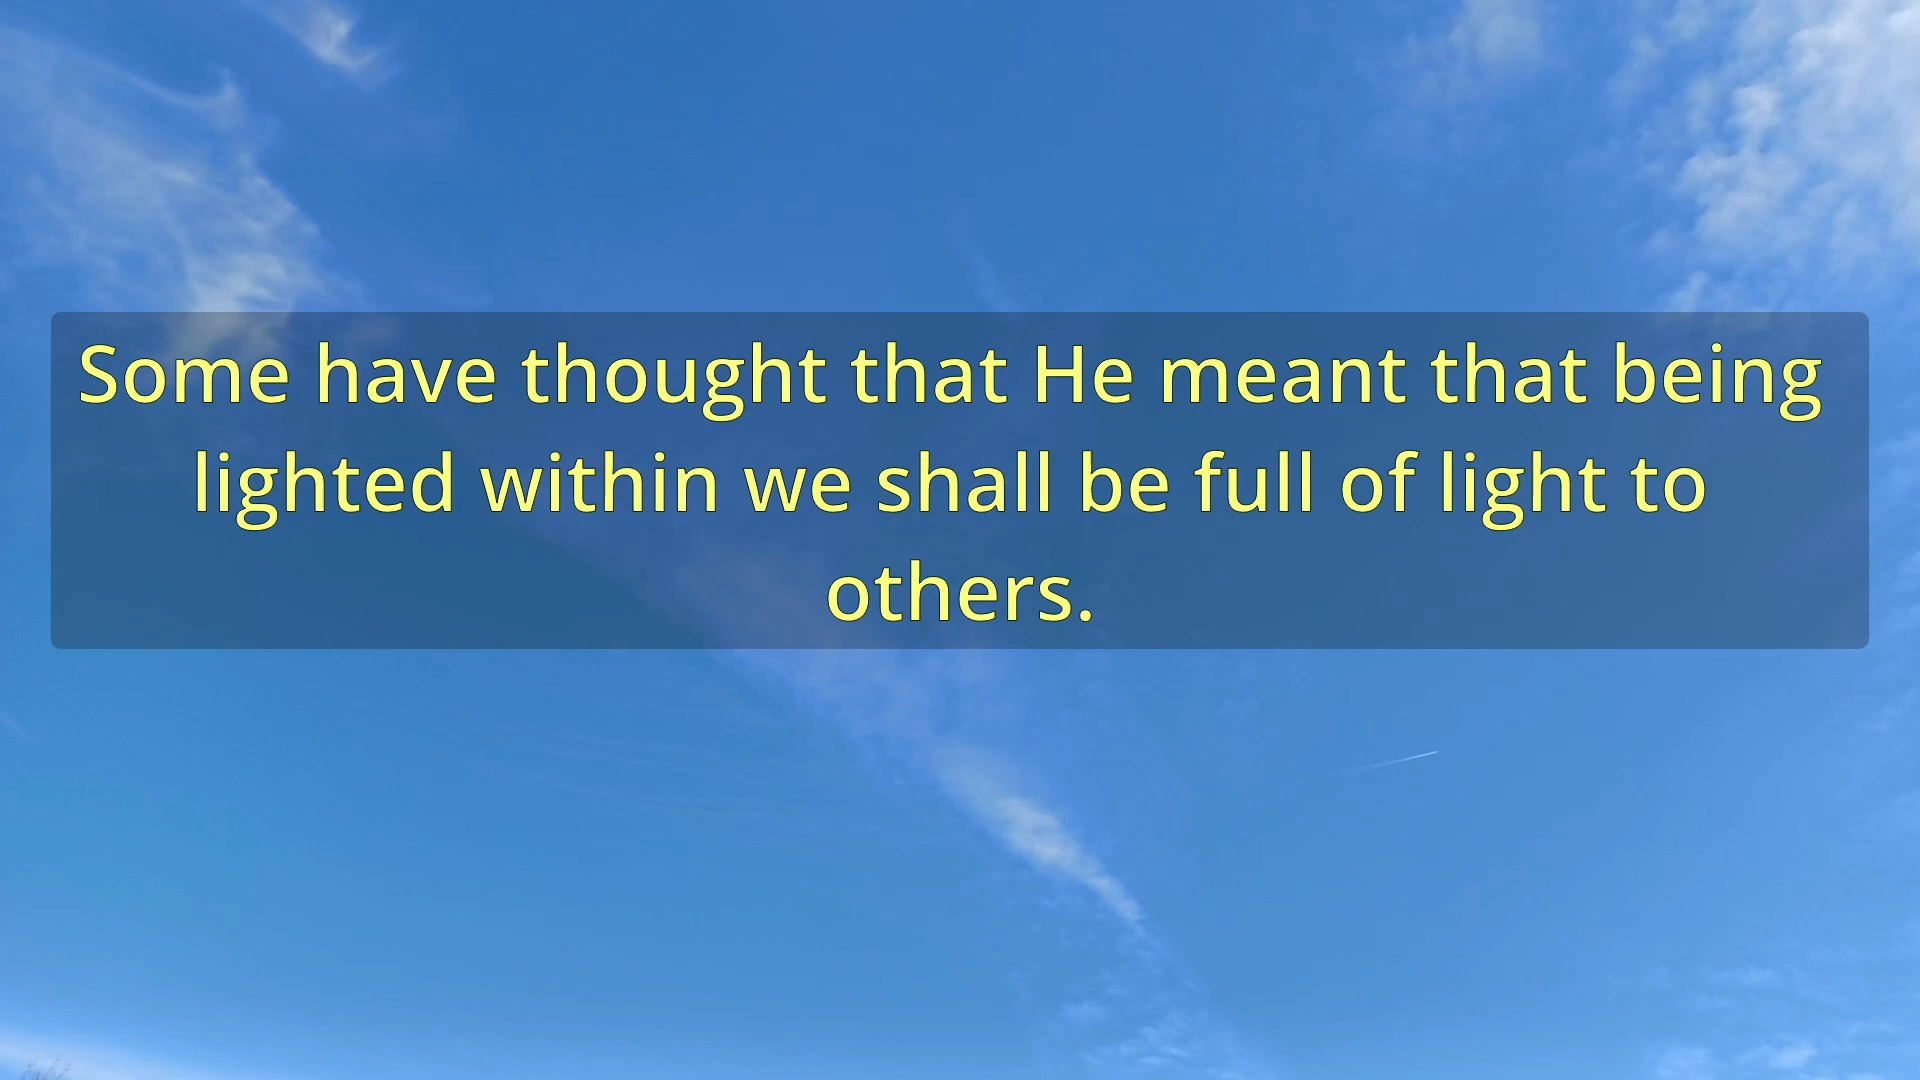 Some have thought that He meant that being
lighted within we shall be full of light to
others.